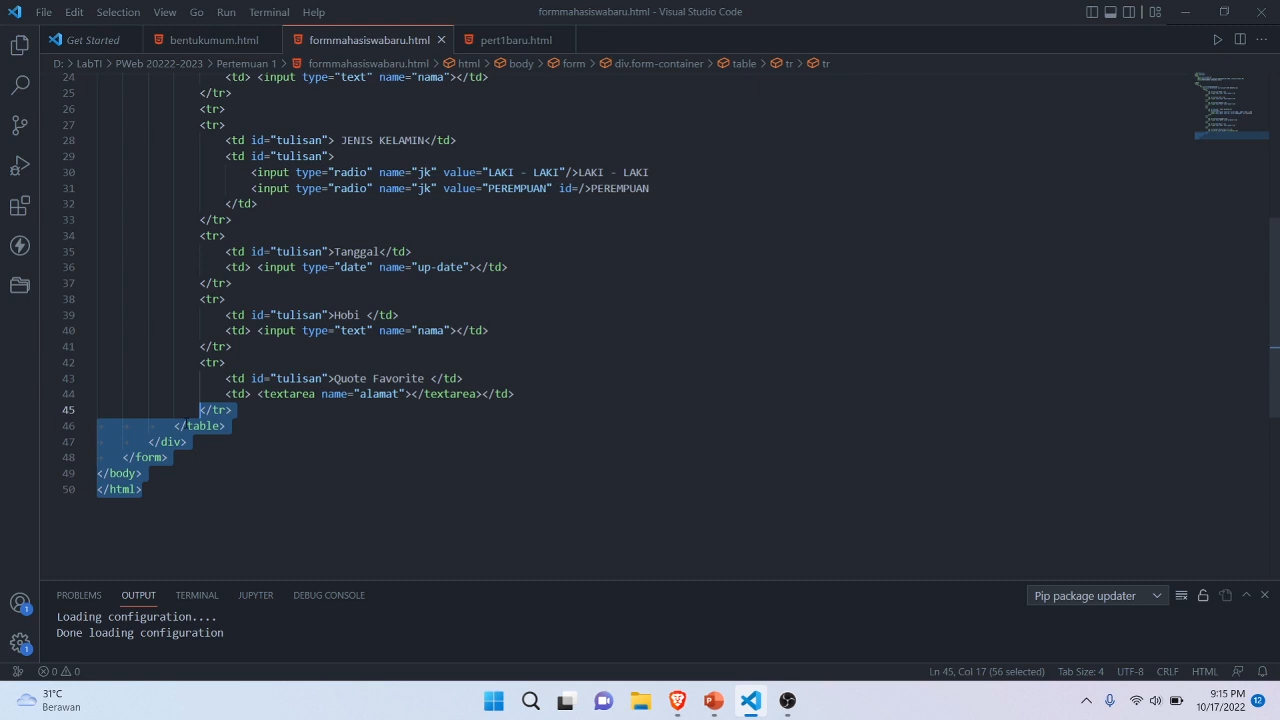 File Edit Selection View Go Run Terminal Help formmahasiswabaru.html - Visual Studio Code
Get Started bentukumum.html formmahasiswabaru.html pert1baru.html
D: > LabTI > PWeb 20222-2023 > Pertemuan 1 > formmahasiswabaru.html > html > body > form > div.form-container > table > tr > tr
24 <td> <input type="text" name="nama"></td>
25 </tr>
26 <tr>
27 <tr>
28 <td id="tulisan"> JENIS KELAMIN</td>
29 <td id="tulisan">
30 <input type="radio" name="jk" value="LAKI - LAKI"/>LAKI - LAKI
31 <input type="radio" name="jk" value="PEREMPUAN" id=/>PEREMPUAN
32 </td>
33 </tr>
34 <tr>
35 <td id="tulisan">Tanggal</td>
36 <td> <input type="date" name="up-date"></td>
37 </tr>
38 <tr>
39 <td id="tulisan">Hobi </td>
40 <td> <input type="text" name="nama"></td>
41 </tr>
42 <tr>
43 <td id="tulisan">Quote Favorite </td>
44 <td> <textarea name="alamat"></textarea></td>
45 </tr>
46 </table>
47 </div>
48 </form>
49 </body>
50 </html>
PROBLEMS OUTPUT TERMINAL JUPYTER DEBUG CONSOLE Pip package updater
Loading configuration....
Done loading configuration
0 0 Ln 45, Col 17 (56 selected) Tab Size: 4 UTF-8 CRLF HTML
31°C
Berawan
9:15 PM
10/17/2022
12